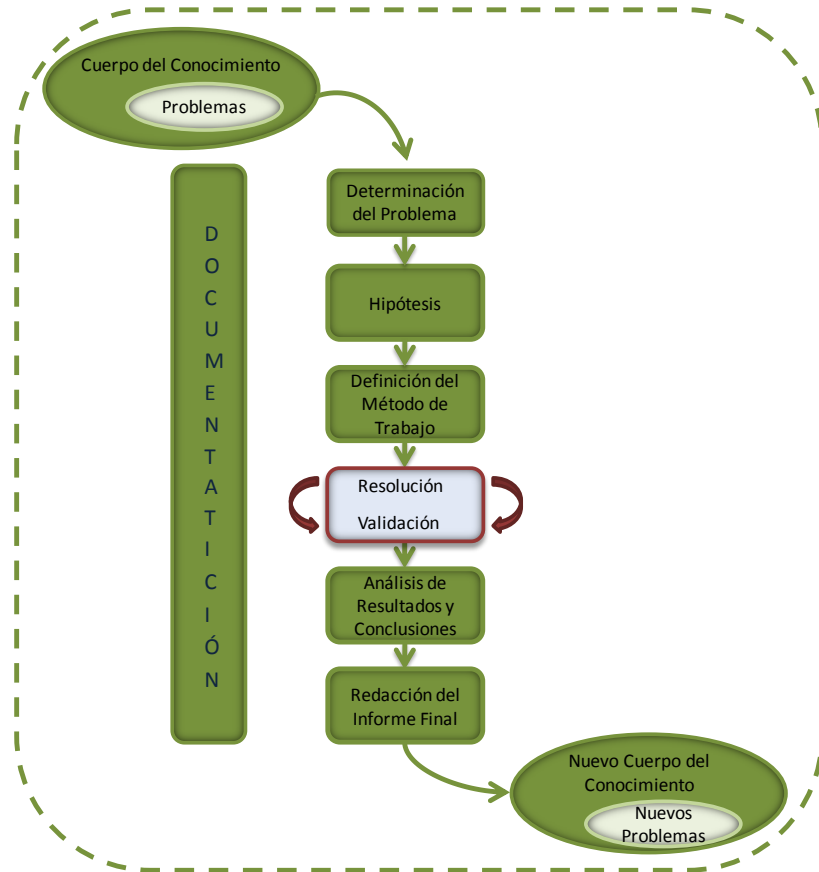 Cuerpo del Conocimiento
Problemas
Determinación
del Problema
Hipótesis
Definición del
Método de
Trabajo
Resolución
Validación
Análisis de
Resultados y
Conclusiones
Redacción del
Informe Final
D
O
C
U
M
E
N
T
A
T
I
C
I
Ó
N
Nuevo Cuerpo del
Conocimiento
Nuevos
Problemas